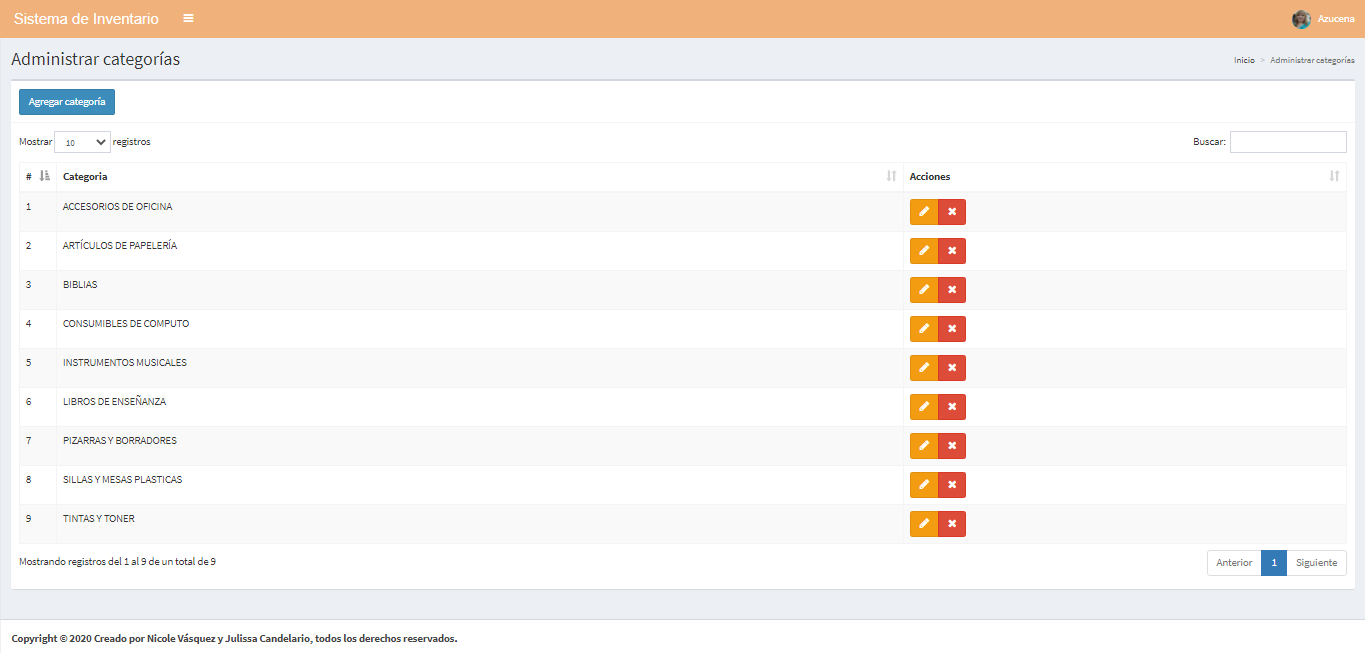 Sistema de Inventario
Azucena
Administrar categorías
Inicio > Administrar categorías
Agregar categoría
Mostrar 10 registros
Buscar:
# Categoria Acciones
1 ACCESORIOS DE OFICINA
2 ARTÍCULOS DE PAPELERÍA
3 BIBLIAS
4 CONSUMIBLES DE COMPUTO
5 INSTRUMENTOS MUSICALES
6 LIBROS DE ENSEÑANZA
7 PIZARRAS Y BORRADORES
8 SILLAS Y MESAS PLASTICAS
9 TINTAS Y TONER
Mostrando registros del 1 al 9 de un total de 9
Anterior 1 Siguiente
Copyright © 2020 Creado por Nicole Vásquez y Julissa Candelario, todos los derechos reservados.